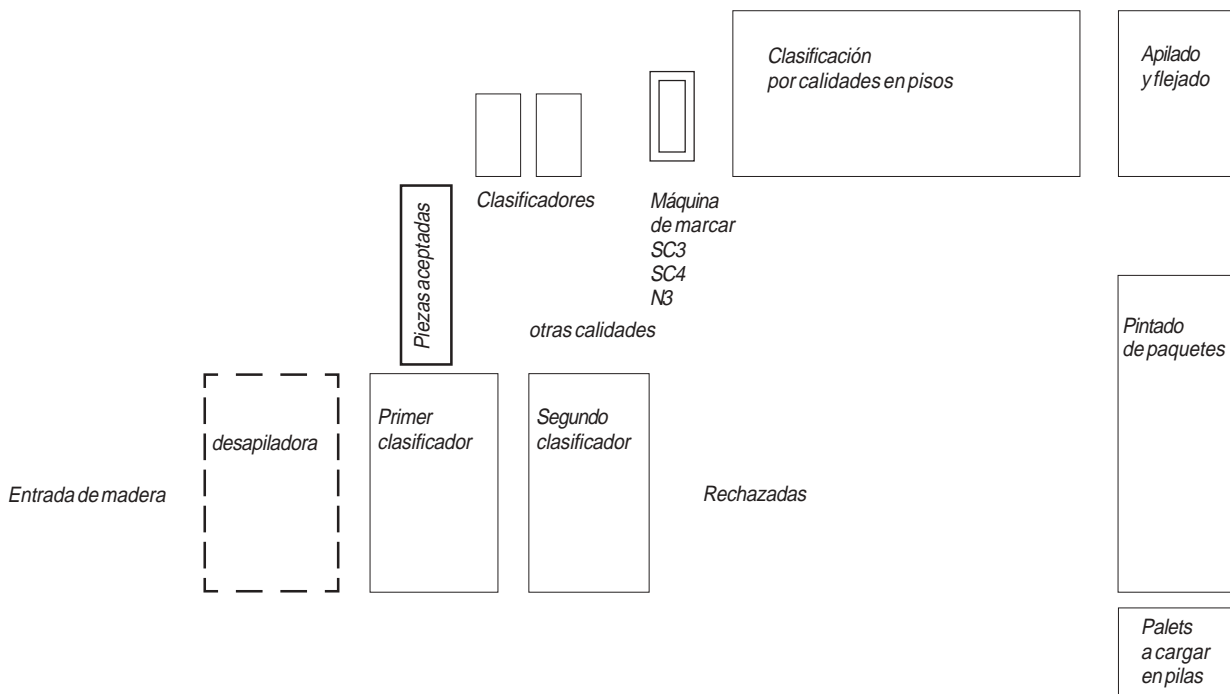 Clasificación
por calidades en pisos
Apilado
y flejado
Clasificadores
Máquina
de marcar
SC3
SC4
N3
Piezas aceptadas
otras calidades
Pintado
de paquetes
desapiladora
Primer
clasificador
Segundo
clasificador
Entrada de madera
Rechazadas
Palets
a cargar
en pilas